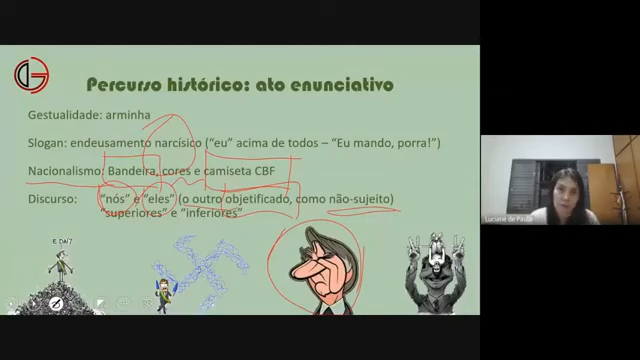 Percurso histórico: ato enunciativo
Gestualidade: arminha
Slogan: endeusamento narcísico (“eu” acima de todos – “Eu mando, porra!”)
Nacionalismo: Bandeira, cores e camiseta CBF
Discurso: “nós” e “eles” (o outro objetificado, como não-sujeito)
“superiores” e “inferiores”
E DAÍ?
Luciane de Paula